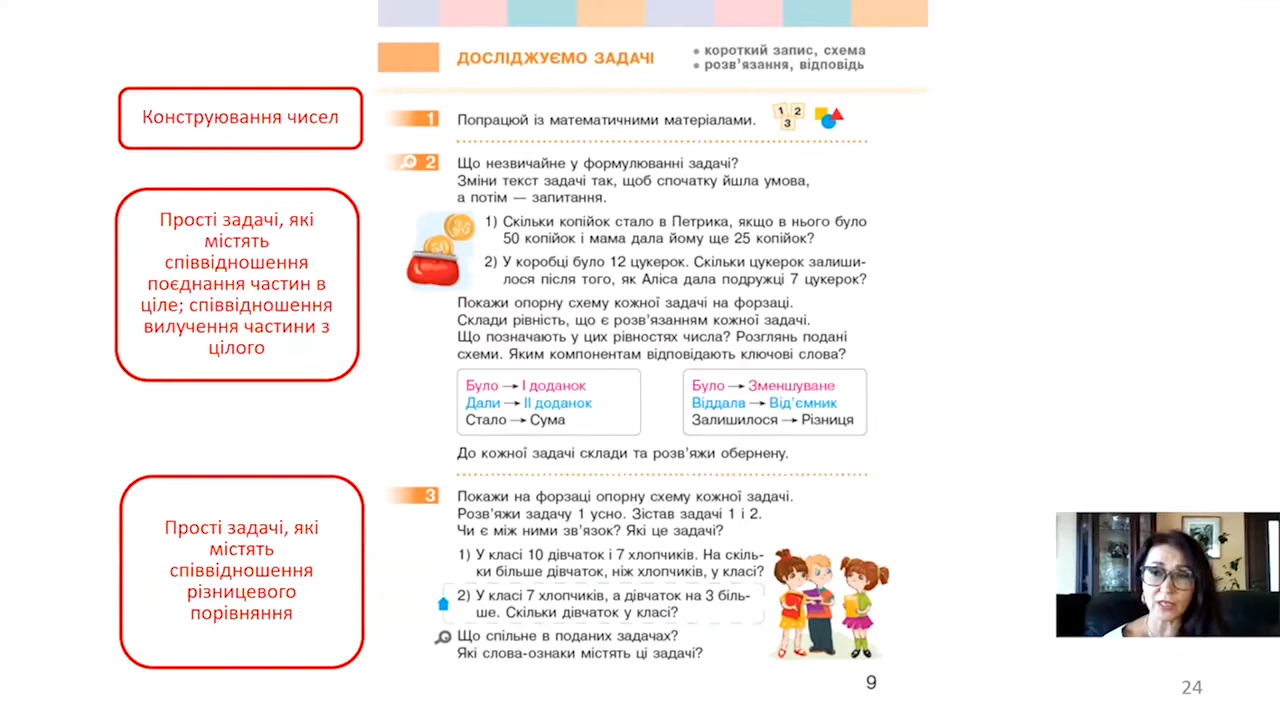 ДОСЛІДЖУЄМО ЗАДАЧІ
• короткий запис, схема
• розв’язання, відповідь
Конструювання чисел
1 Попрацюй із математичними матеріалами.
1 2
3
Прості задачі, які
містять
співвідношення
поєднання частин в
ціле; співвідношення
вилучення частини з
цілого
2 Що незвичайне у формулюванні задачі?
Зміни текст задачі так, щоб спочатку йшла умова,
а потім — запитання.
1) Скільки копійок стало в Петрика, якщо в нього було
50 копійок і мама дала йому ще 25 копійок?
2) У коробці було 12 цукерок. Скільки цукерок залиши-
лося після того, як Аліса дала подружці 7 цукерок?
Покажи опорну схему кожної задачі на форзаці.
Склади рівність, що є розв’язанням кожної задачі.
Що позначають у цих рівностях числа? Розглянь подані
схеми. Яким компонентам відповідають ключові слова?
Було → І доданок
Дали → ІІ доданок
Стало → Сума
Було → Зменшуване
Віддала → Від’ємник
Залишилося → Різниця
До кожної задачі склади та розв’яжи обернену.
Прості задачі, які
містять
співвідношення
різницевого
порівняння
3 Покажи на форзаці опорну схему кожної задачі.
Розв’яжи задачу 1 усно. Зістав задачі 1 і 2.
Чи є між ними зв’язок? Які це задачі?
1) У класі 10 дівчаток і 7 хлопчиків. На скіль-
ки більше дівчаток, ніж хлопчиків, у класі?
2) У класі 7 хлопчиків, а дівчаток на 3 біль-
ше. Скільки дівчаток у класі?
Що спільне в поданих задачах?
Які слова-ознаки містять ці задачі?
9
24